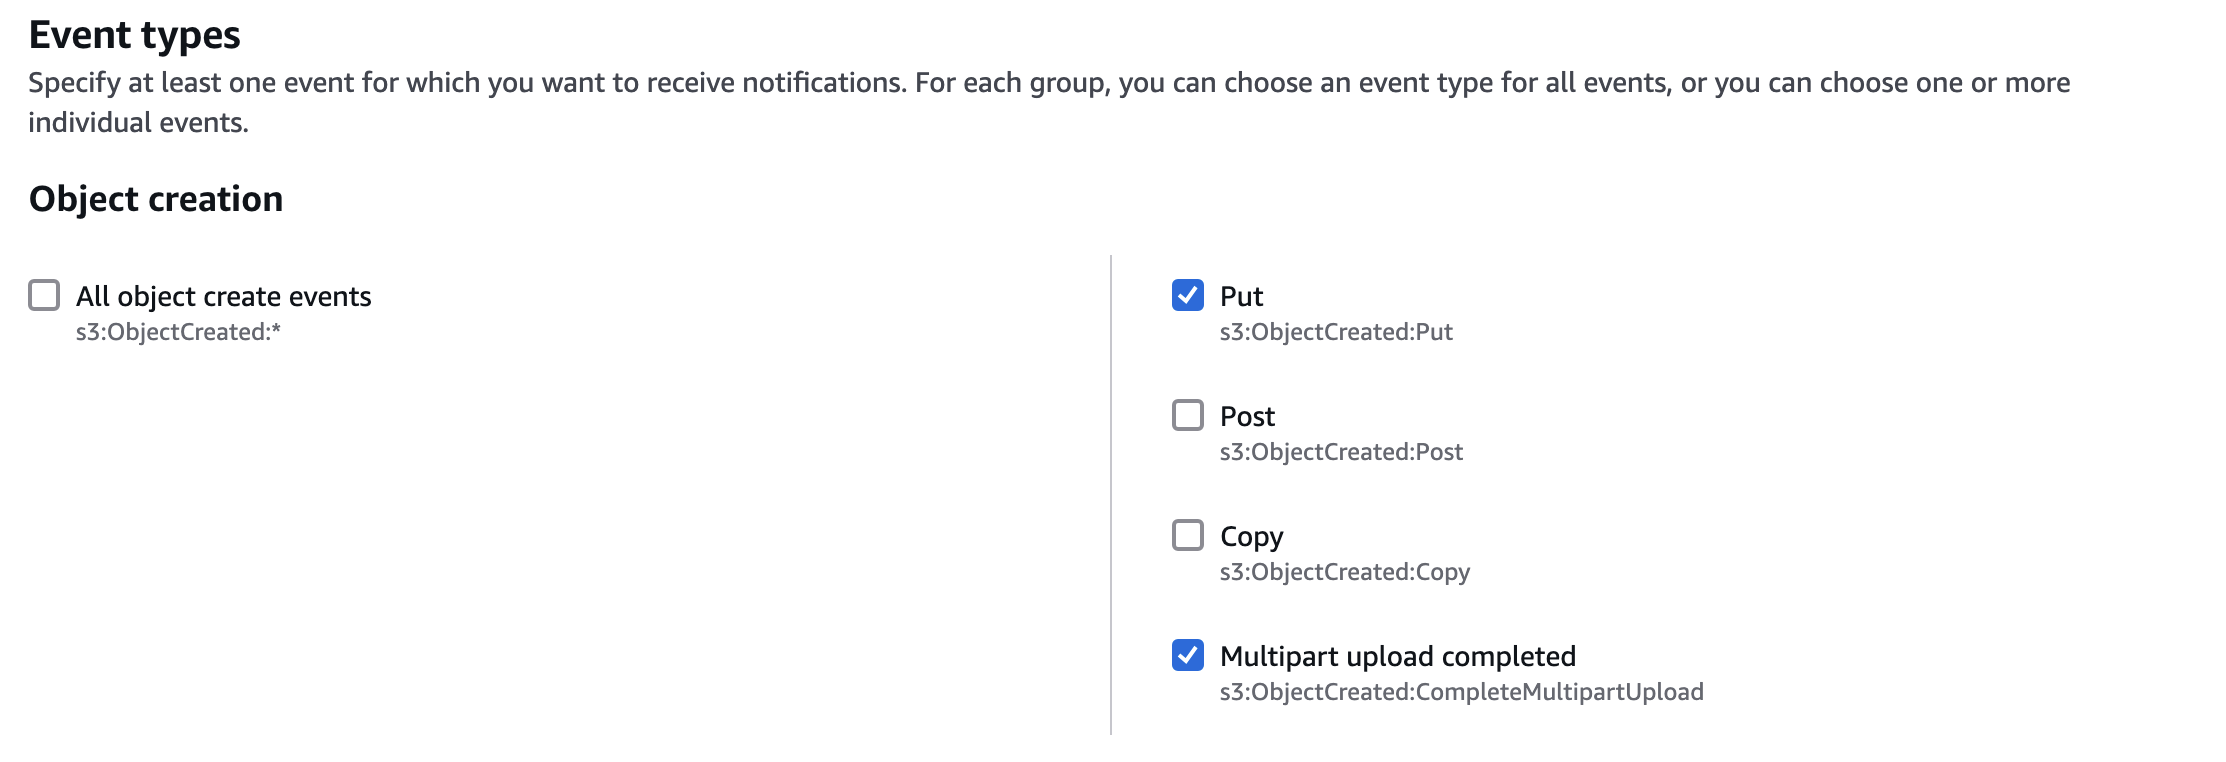 Event types
Specify at least one event for which you want to receive notifications. For each group, you can choose an event type for all events, or you can choose one or more
individual events.
Object creation
All object create events
s3:ObjectCreated:*
Put
s3:ObjectCreated:Put
Post
s3:ObjectCreated:Post
Copy
s3:ObjectCreated:Copy
Multipart upload completed
s3:ObjectCreated:CompleteMultipartUpload